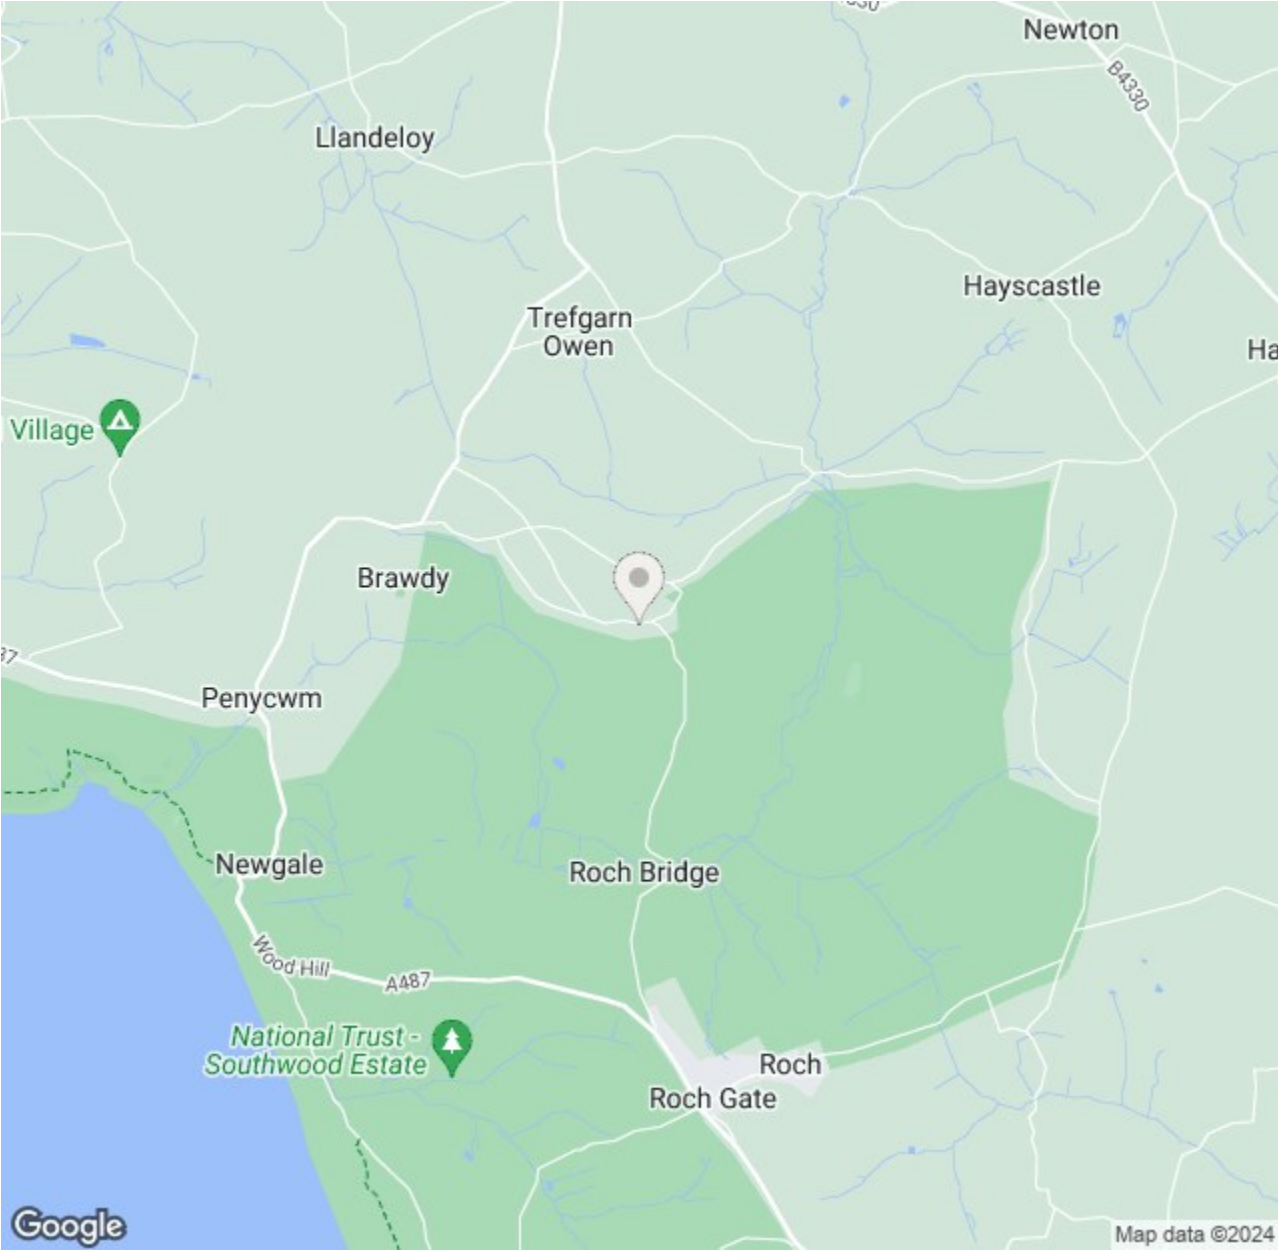 Newton
B4330
Llandeloy
Hayscastle
Trefgarn
Owen
Village
Brawdy
Penycwm
Newgale
Roch Bridge
Wood Hill
A487
National Trust -
Southwood Estate
Roch
Roch Gate
Google
Map data ©2024